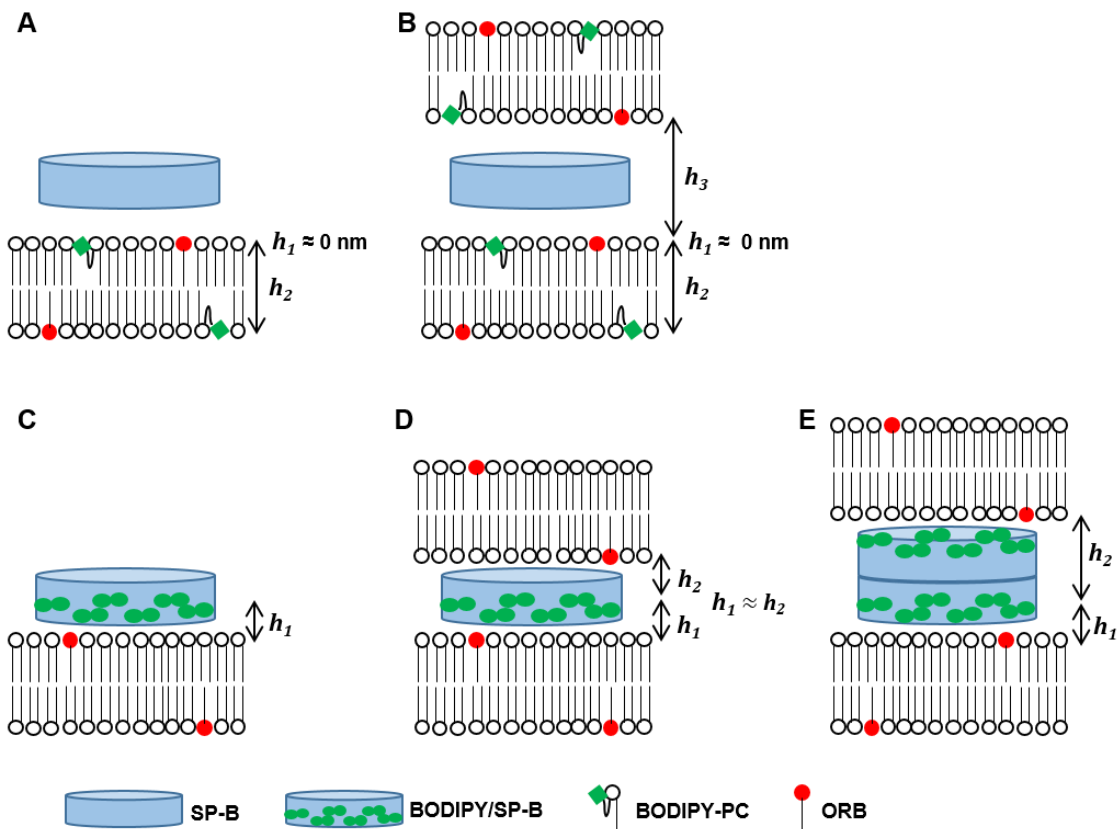 A
B
h₃
h₁ ≈ 0 nm
h₂
h₁ ≈ 0 nm
h₂
C
D
E
h₁
h₂
h₁ ≈ h₂
h₁
h₂
h₁
SP-B
BODIPY/SP-B
BODIPY-PC
ORB